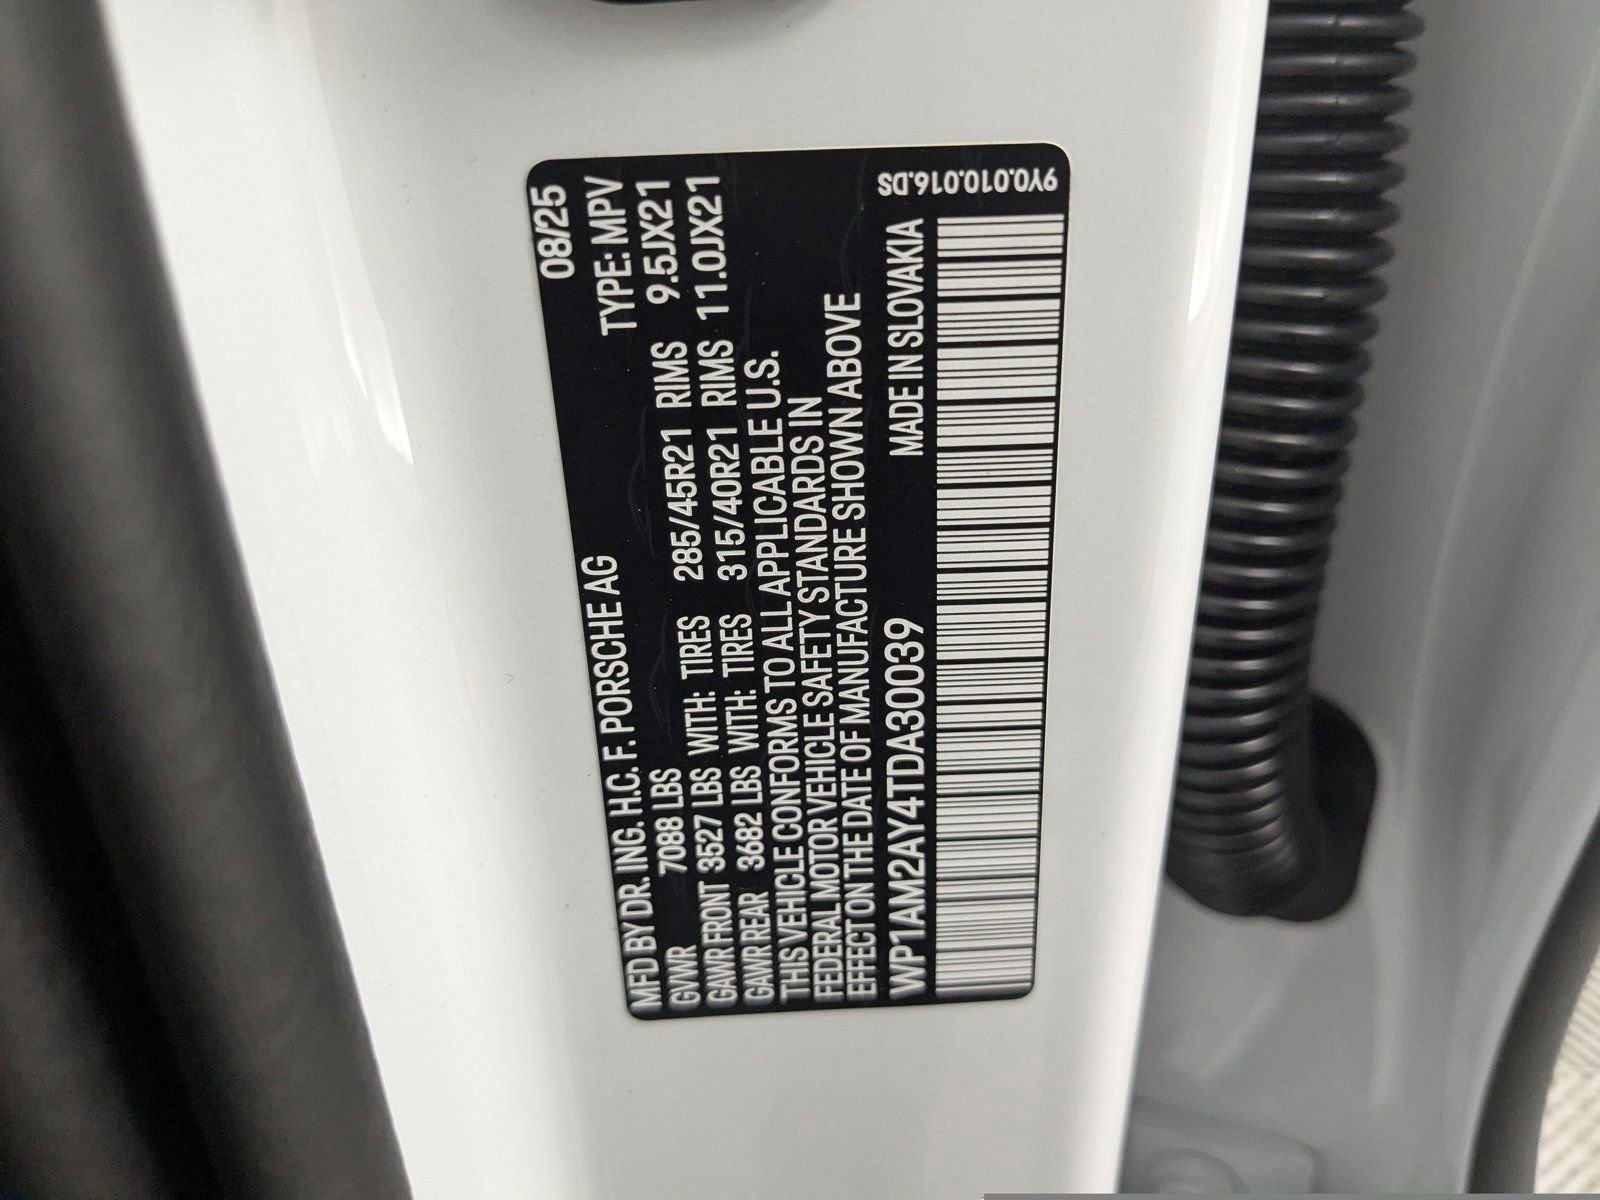 MFD BY DR. ING. H.C. F. PORSCHE AG 08/25
GVWR 7088 LBS TYPE: MPV
GAWR FRONT 3527 LBS WITH: TIRES 285/45R21 RIMS 9.5JX21
GAWR REAR 3682 LBS WITH: TIRES 315/40R21 RIMS 11.0JX21
THIS VEHICLE CONFORMS TO ALL APPLICABLE U.S.
FEDERAL MOTOR VEHICLE SAFETY STANDARDS IN
EFFECT ON THE DATE OF MANUFACTURE SHOWN ABOVE
WP1AM2AY4TDA30039 MADE IN SLOVAKIA
9Y0.010.016.DS